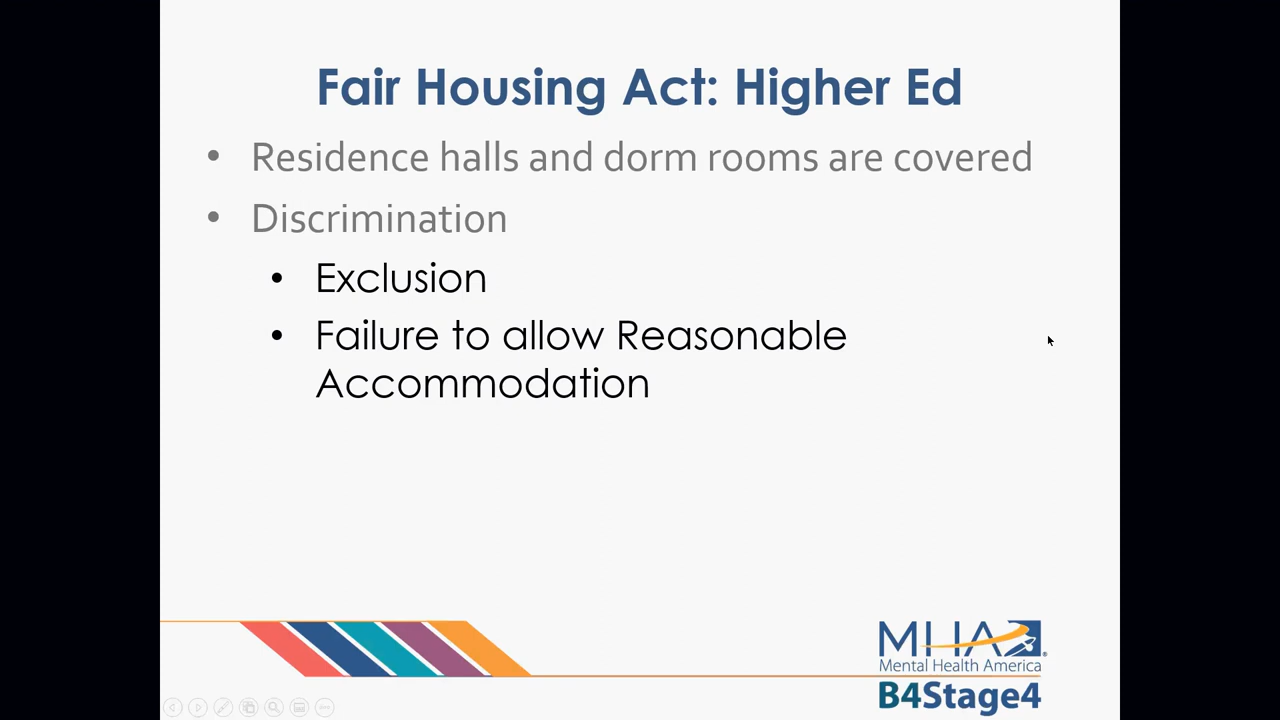 Fair Housing Act: Higher Ed
• Residence halls and dorm rooms are covered
• Discrimination
• Exclusion
• Failure to allow Reasonable
Accommodation
MHA®
Mental Health America
B4Stage4